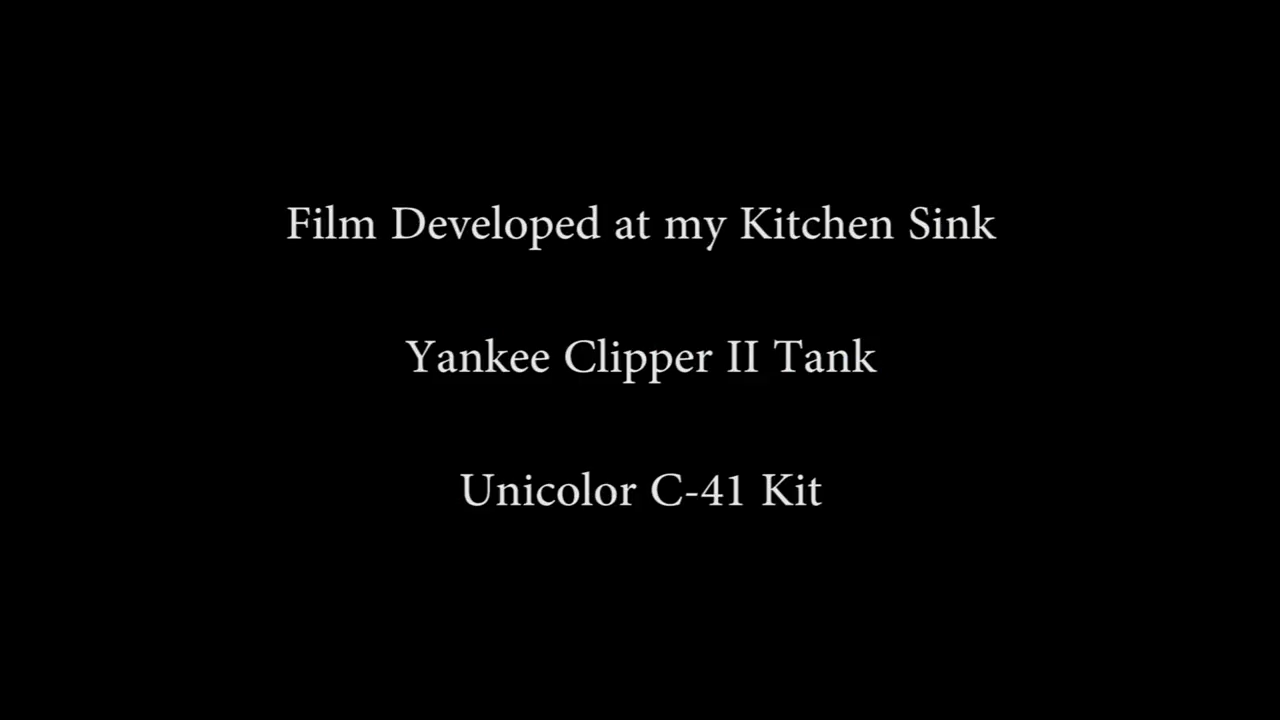 Film Developed at my Kitchen Sink
Yankee Clipper II Tank
Unicolor C-41 Kit